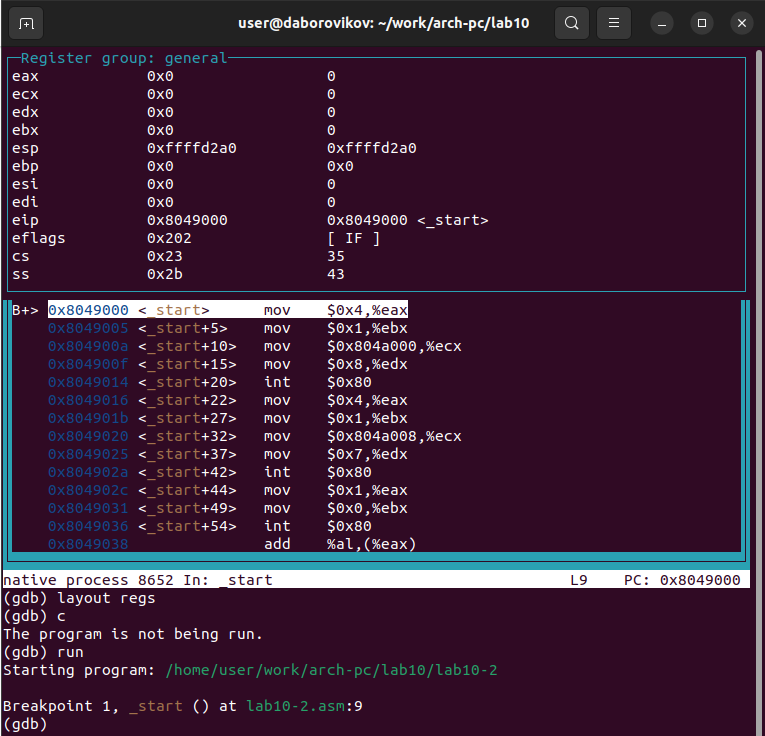 user@daborovikov: ~/work/arch-pc/lab10
Register group: general
eax 0x0 0
ecx 0x0 0
edx 0x0 0
ebx 0x0 0
esp 0xffffd2a0 0xffffd2a0
ebp 0x0 0x0
esi 0x0 0
edi 0x0 0
eip 0x8049000 0x8049000 <_start>
eflags 0x202 [ IF ]
cs 0x23 35
ss 0x2b 43
B+> 0x8049000 <_start> mov $0x4,%eax
0x8049005 <_start+5> mov $0x1,%ebx
0x804900a <_start+10> mov $0x804a000,%ecx
0x804900f <_start+15> mov $0x8,%edx
0x8049014 <_start+20> int $0x80
0x8049016 <_start+22> mov $0x4,%eax
0x804901b <_start+27> mov $0x1,%ebx
0x8049020 <_start+32> mov $0x804a008,%ecx
0x8049025 <_start+37> mov $0x7,%edx
0x804902a <_start+42> int $0x80
0x804902c <_start+44> mov $0x1,%eax
0x8049031 <_start+49> mov $0x0,%ebx
0x8049036 <_start+54> int $0x80
0x8049038 add %al,(%eax)
native process 8652 In: _start L9 PC: 0x8049000
(gdb) layout regs
(gdb) c
The program is not being run.
(gdb) run
Starting program: /home/user/work/arch-pc/lab10/lab10-2
Breakpoint 1, _start () at lab10-2.asm:9
(gdb)